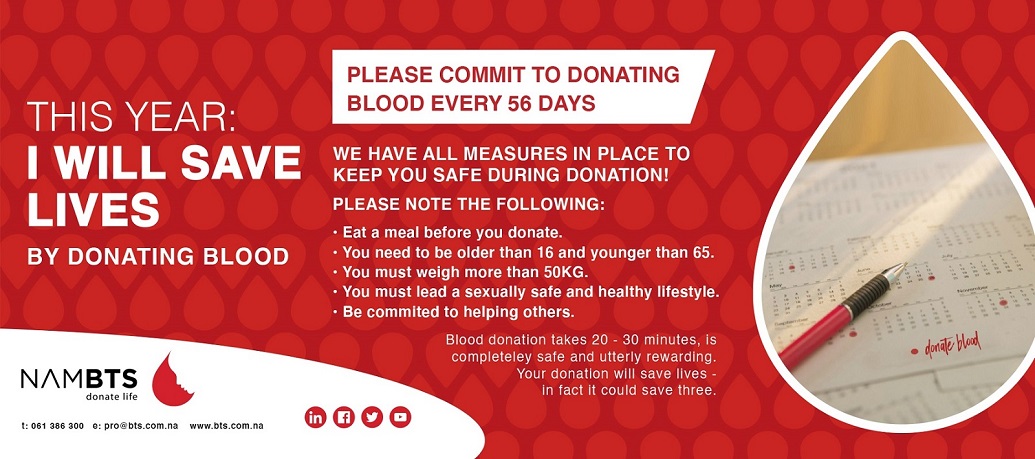 THIS YEAR:
I WILL SAVE
LIVES
BY DONATING BLOOD
PLEASE COMMIT TO DONATING
BLOOD EVERY 56 DAYS
WE HAVE ALL MEASURES IN PLACE TO
KEEP YOU SAFE DURING DONATION!
PLEASE NOTE THE FOLLOWING:
• Eat a meal before you donate.
• You need to be older than 16 and younger than 65.
• You must weigh more than 50KG.
• You must lead a sexually safe and healthy lifestyle.
• Be commited to helping others.
Blood donation takes 20 - 30 minutes, is
completeley safe and utterly rewarding.
Your donation will save lives -
in fact it could save three.
NAMBTS
donate life
t: 061 386 300 e: pro@bts.com.na www.bts.com.na
May
June
November
September
donate blood